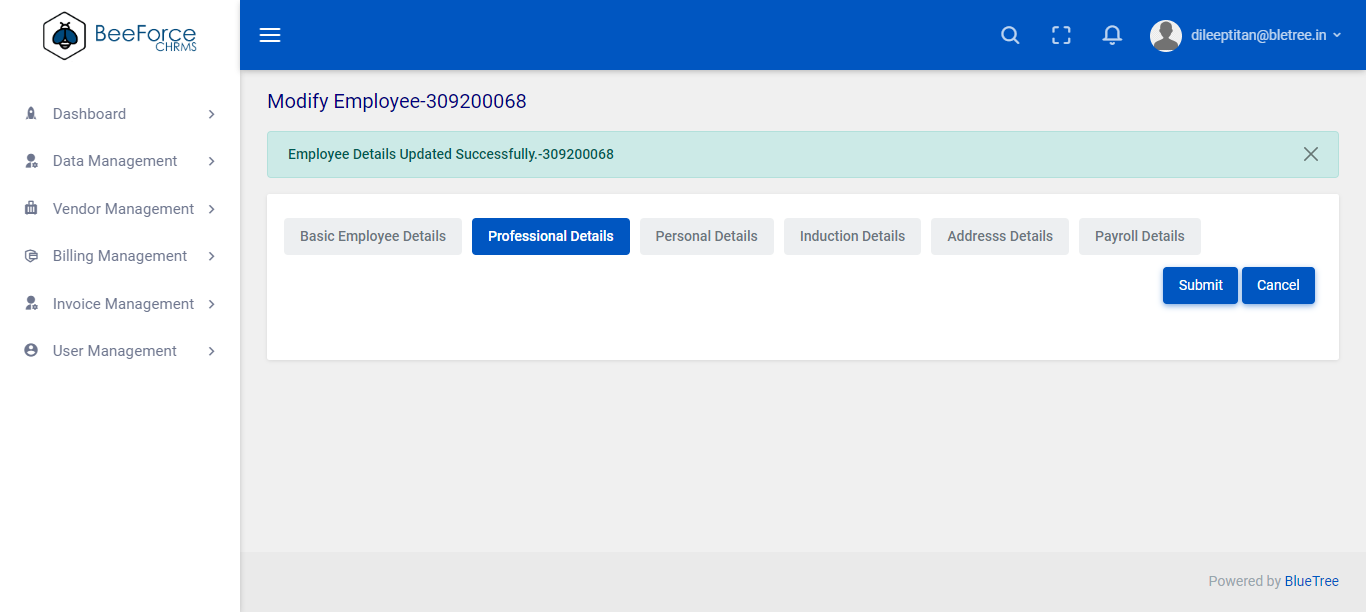 BeeForce
CHRMS
dileeptitan@bletree.in
Dashboard
Data Management
Vendor Management
Billing Management
Invoice Management
User Management
Modify Employee-309200068
Employee Details Updated Successfully.-309200068
Basic Employee Details Professional Details Personal Details Induction Details Addresss Details Payroll Details
Submit Cancel
Powered by BlueTree